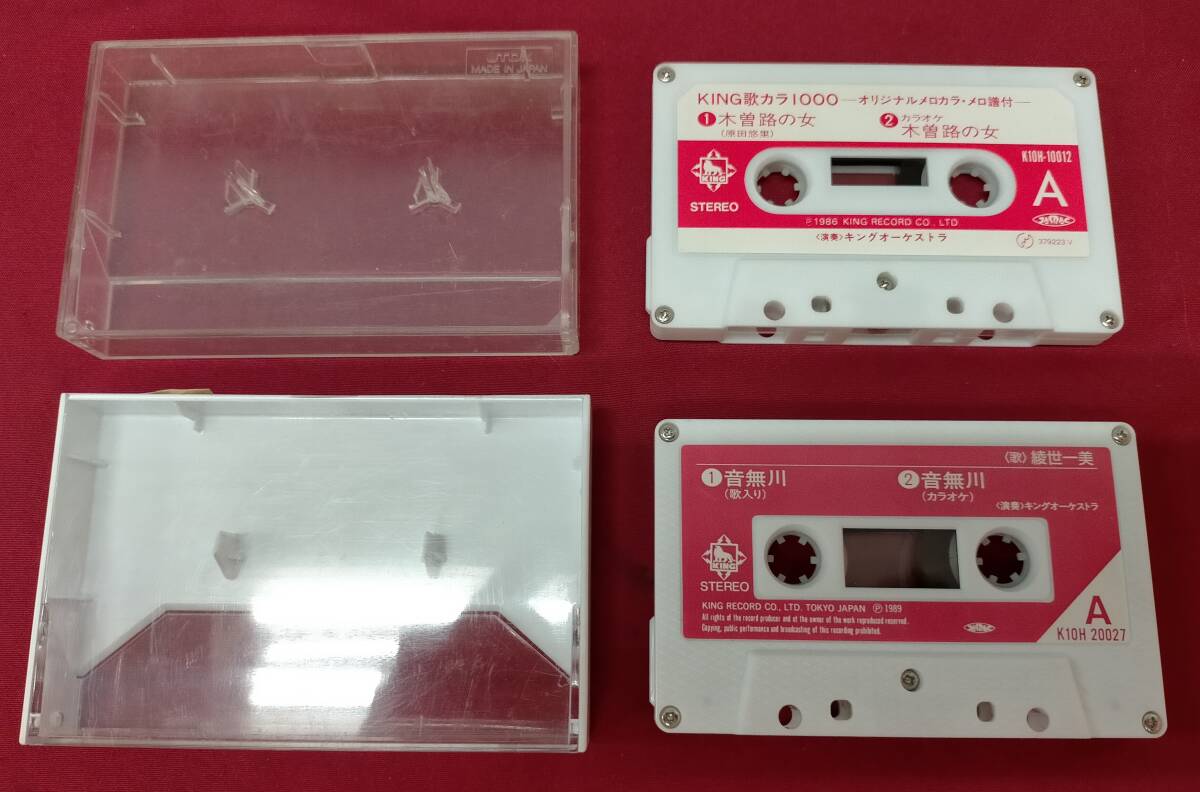 TDK
MADE IN JAPAN
KING歌カラ1000―オリジナルメロカラ・メロ譜付―
1 木曽路の女
(原田悠里)
2 カラオケ
木曽路の女
KING
STEREO
K10H-10012
A
℗1986 KING RECORD CO., LTD
〈演奏〉キングオーケストラ
379223 V
〈歌〉綾世一美
1 音無川
(歌入り)
2 音無川
(カラオケ)
〈演奏〉キングオーケストラ
KING
STEREO
KING RECORD CO., LTD. TOKYO JAPAN ℗1989
All rights of the record producer and of the owner of the work reproduced reserved.
Copying, public performance and broadcasting of this recording prohibited.
A
K10H 20027